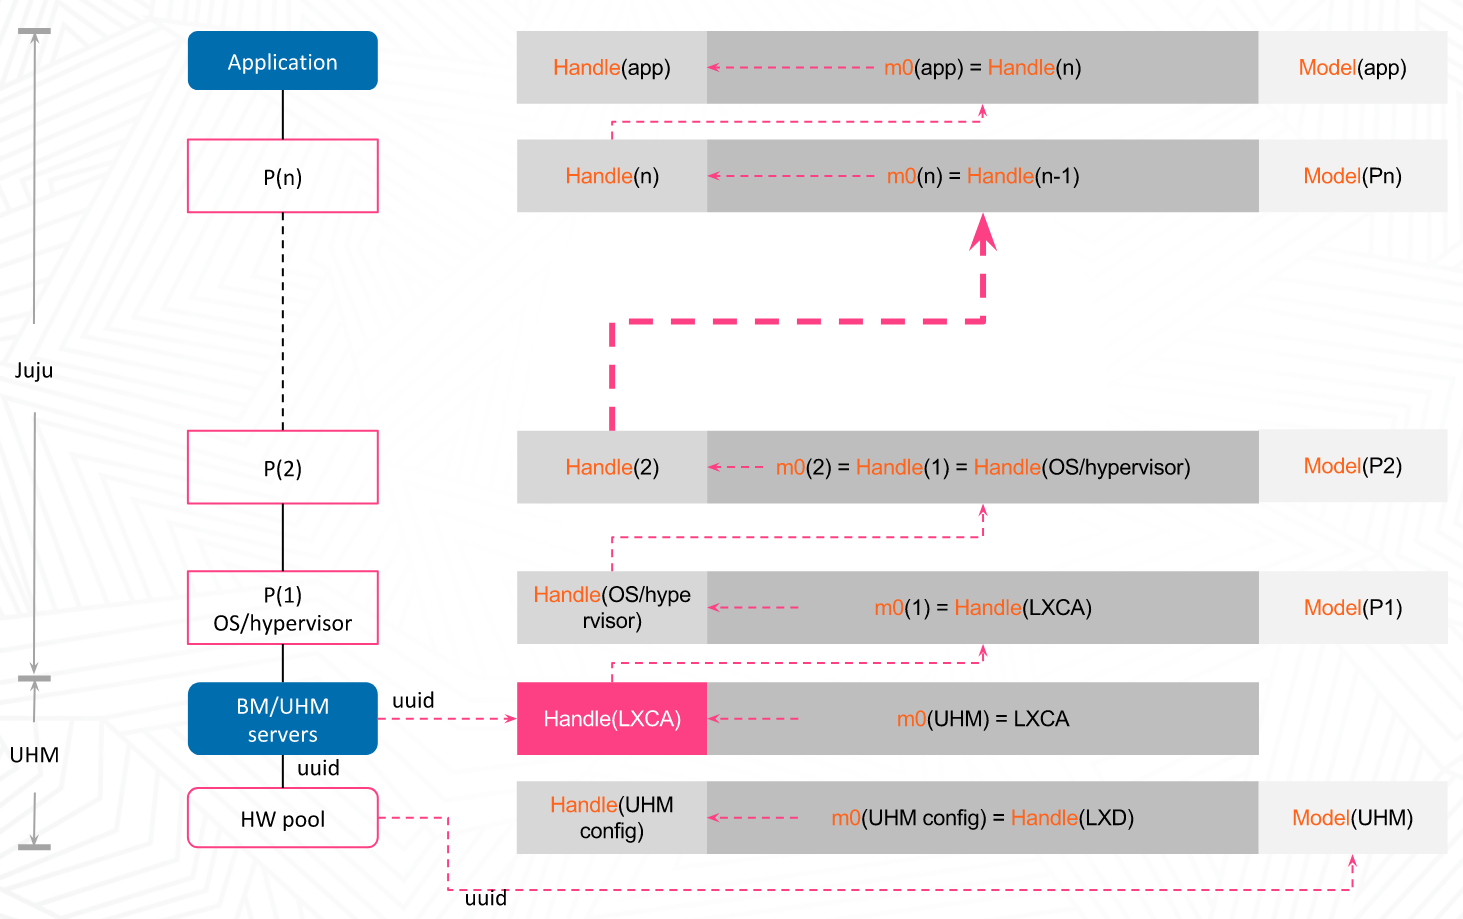 Application
Handle(app)
m0(app) = Handle(n)
Model(app)
P(n)
Handle(n)
m0(n) = Handle(n-1)
Model(Pn)
Juju
P(2)
Handle(2)
m0(2) = Handle(1) = Handle(OS/hypervisor)
Model(P2)
P(1)
OS/hypervisor
Handle(OS/hype
rvisor)
m0(1) = Handle(LXCA)
Model(P1)
BM/UHM
servers
uuid
Handle(LXCA)
m0(UHM) = LXCA
UHM
uuid
HW pool
Handle(UHM
config)
m0(UHM config) = Handle(LXD)
Model(UHM)
uuid